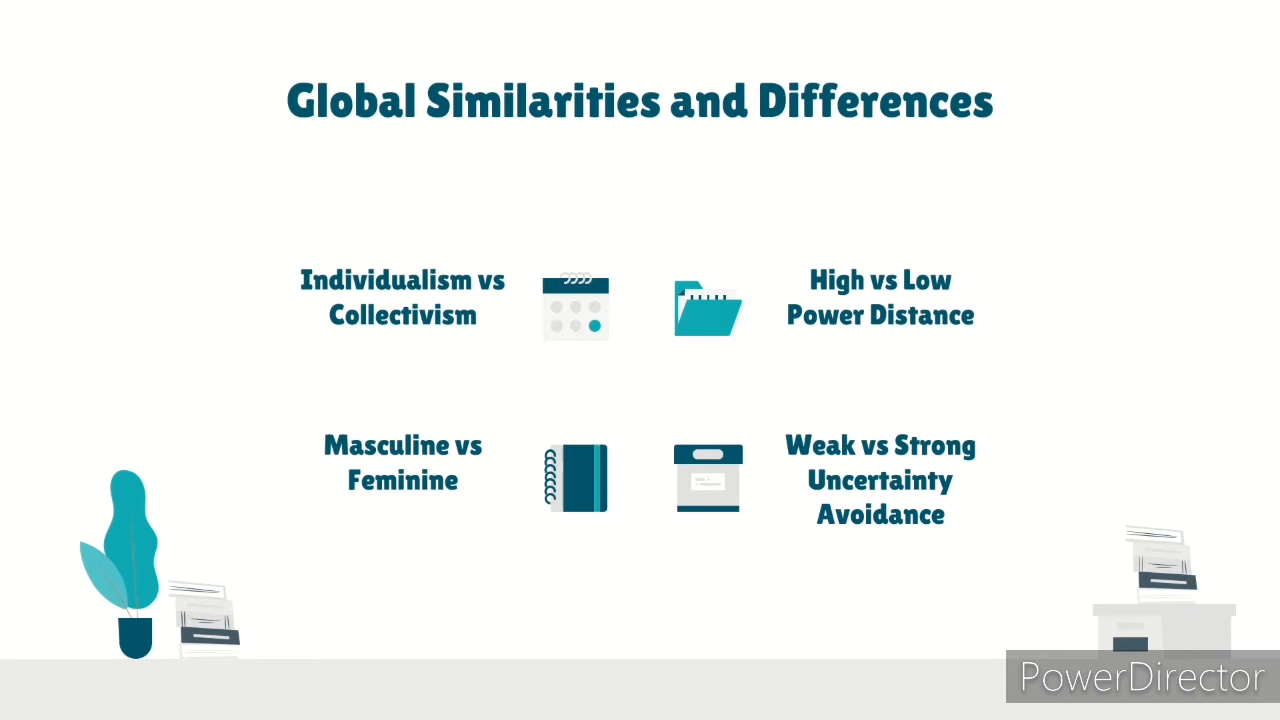 Global Similarities and Differences
Individualism vs
Collectivism
High vs Low
Power Distance
Masculine vs
Feminine
Weak vs Strong
Uncertainty
Avoidance
PowerDirector